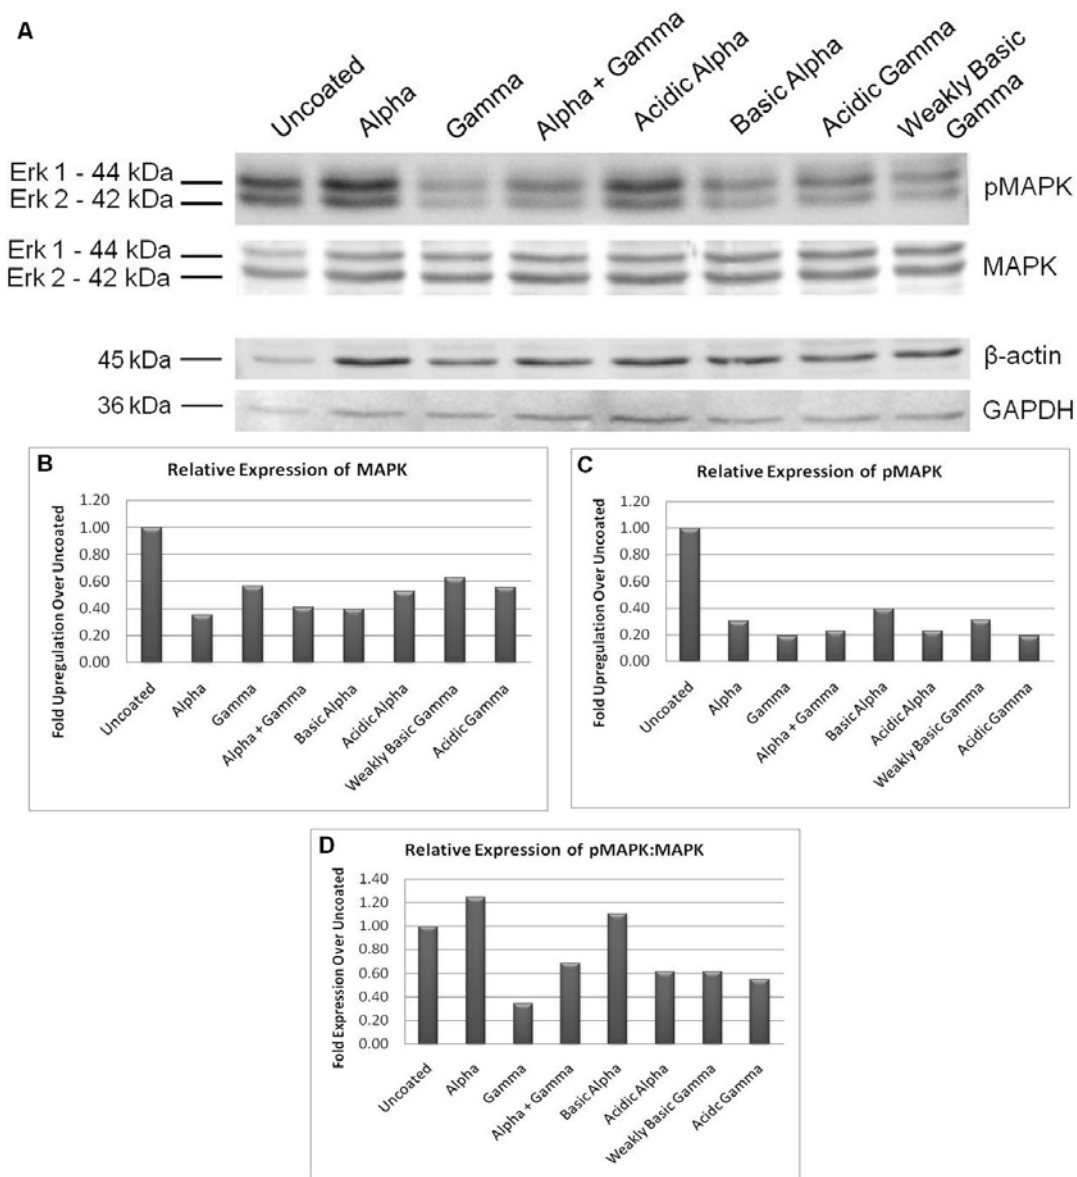 A
Uncoated
Alpha
Gamma
Alpha + Gamma
Acidic Alpha
Basic Alpha
Acidic Gamma
Weakly Basic
Gamma
Erk 1 - 44 kDa
Erk 2 - 42 kDa
pMAPK
Erk 1 - 44 kDa
Erk 2 - 42 kDa
MAPK
45 kDa
β-actin
36 kDa
GAPDH
B
Relative Expression of MAPK
Fold Upregulation Over Uncoated
1.20
1.00
0.80
0.60
0.40
0.20
0.00
Uncoated
Alpha
Gamma
Alpha + Gamma
Basic Alpha
Acidic Alpha
Weakly Basic Gamma
Acidic Gamma
C
Relative Expression of pMAPK
Fold Upregulation Over Uncoated
1.20
1.00
0.80
0.60
0.40
0.20
0.00
Uncoated
Alpha
Gamma
Alpha + Gamma
Basic Alpha
Acidic Alpha
Weakly Basic Gamma
Acidic Gamma
D
Relative Expression of pMAPK:MAPK
Fold Expression Over Uncoated
1.40
1.20
1.00
0.80
0.60
0.40
0.20
0.00
Uncoated
Alpha
Gamma
Alpha + Gamma
Basic Alpha
Acidic Alpha
Weakly Basic Gamma
Acidc Gamma